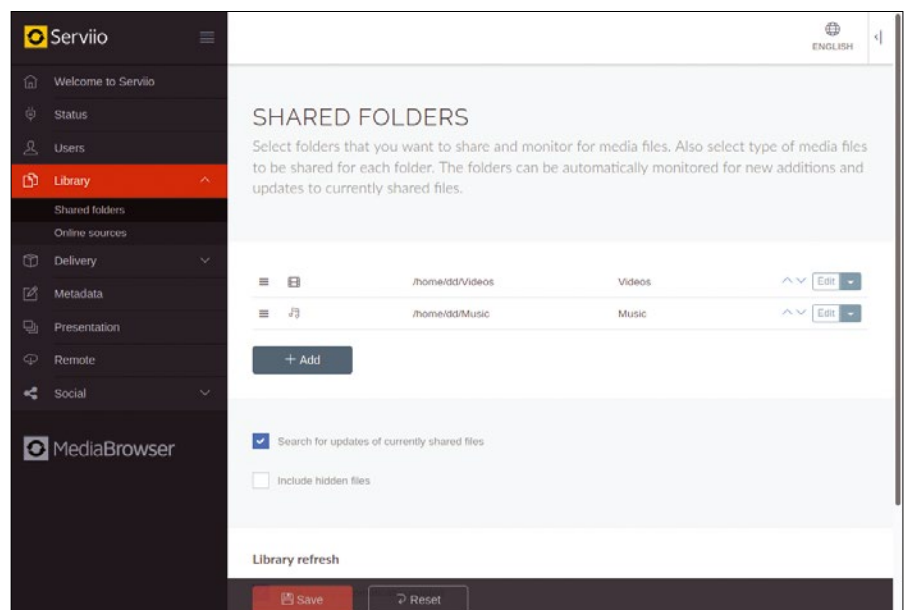 Serviio
ENGLISH
Welcome to Serviio
Status
Users
Library
Shared folders
Online sources
Delivery
Metadata
Presentation
Remote
Social
MediaBrowser
SHARED FOLDERS
Select folders that you want to share and monitor for media files. Also select type of media files
to be shared for each folder. The folders can be automatically monitored for new additions and
updates to currently shared files.
/home/dd/Videos Videos Edit
/home/dd/Music Music Edit
+ Add
Search for updates of currently shared files
Include hidden files
Library refresh
Save Reset